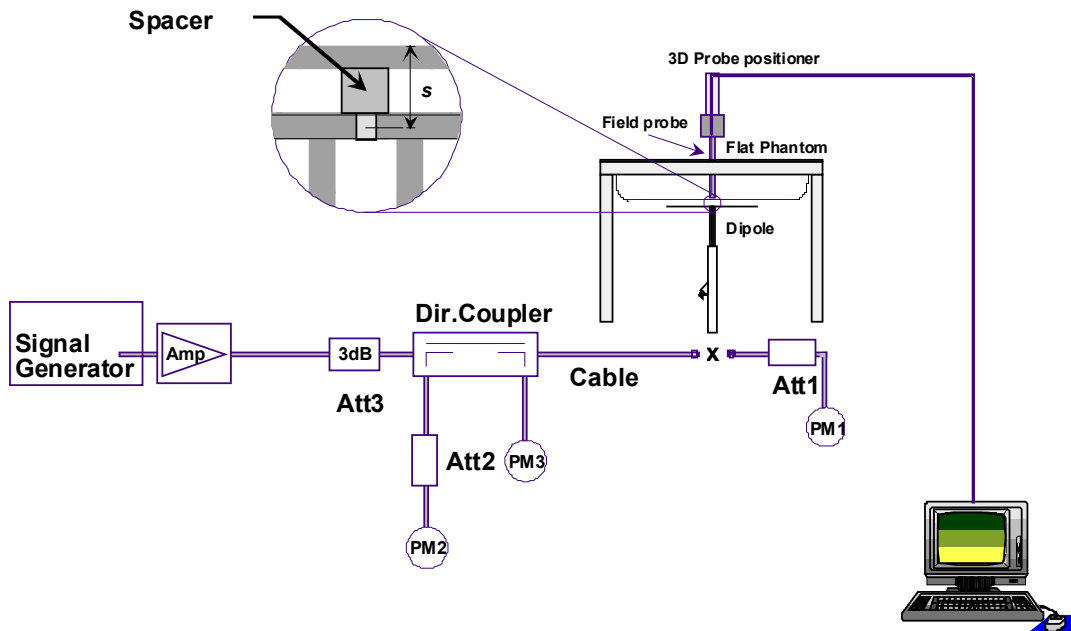 Spacer
s
3D Probe positioner
Field probe
Flat Phantom
Dipole
Dir.Coupler
Signal
Generator
Amp
3dB
Att3
Cable
x
Att1
PM1
Att2
PM3
PM2